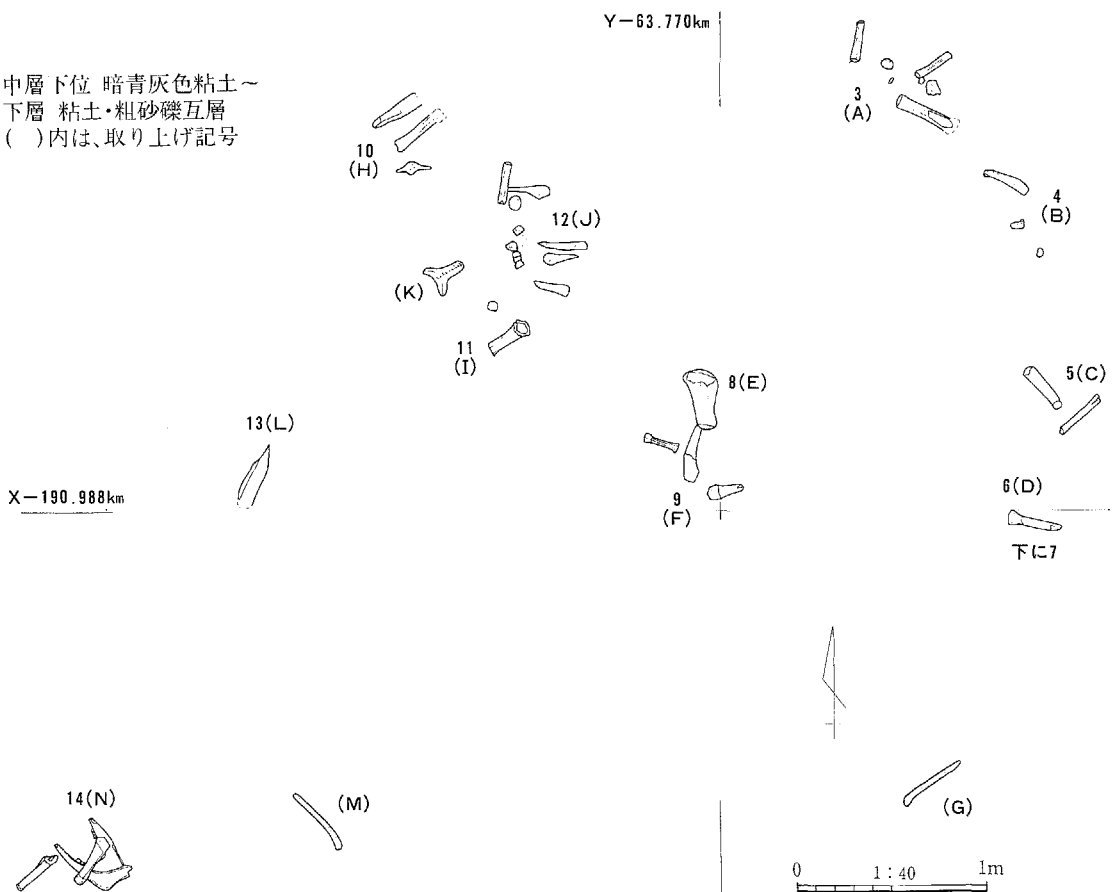 Y−63.770km
中層下位 暗青灰色粘土～
下層 粘土・粗砂礫互層
( )内は、取り上げ記号
3
(A)
10
(H)
4
(B)
12(J)
(K)
11
(I)
8(E)
5(C)
13(L)
X−190.988km
9
(F)
6(D)
下に7
14(N)
(M)
(G)
0 1:40 1m